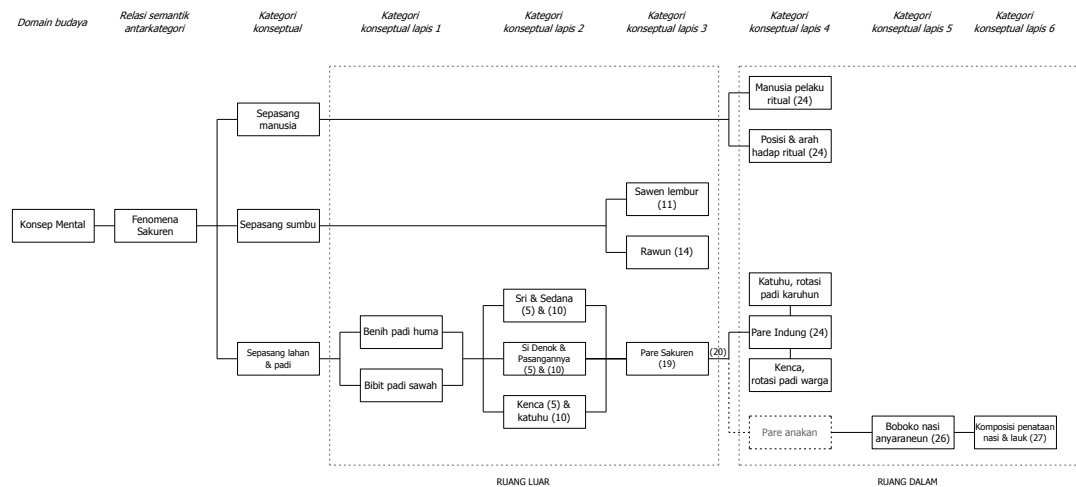 Domain budaya
Relasi semantik
antarkategori
Kategori
konseptual
Kategori
konseptual lapis 1
Kategori
konseptual lapis 2
Kategori
konseptual lapis 3
Kategori
konseptual lapis 4
Kategori
konseptual lapis 5
Kategori
konseptual lapis 6
Konsep Mental
Fenomena
Sakuren
Sepasang
manusia
Manusia pelaku
ritual (24)
Posisi & arah
hadap ritual (24)
Sepasang sumbu
Sawen lembur
(11)
Rawun (14)
Sepasang lahan
& padi
Benih padi huma
Bibit padi sawah
Sri & Sedana
(5) & (10)
Si Denok &
Pasangannya
(5) & (10)
Kenca (5) &
katuhu (10)
Pare Sakuren
(19)
(20)
Katuhu, rotasi
padi karuhun
Pare Indung (24)
Kenca,
rotasi padi warga
Pare anakan
Boboko nasi
anyaraneun (26)
Komposisi penataan
nasi & lauk (27)
RUANG LUAR
RUANG DALAM